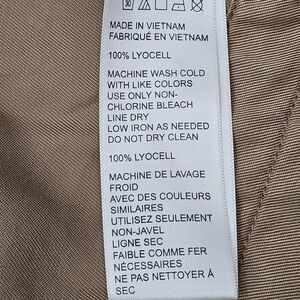 30
MADE IN VIETNAM
FABRIQUÉ EN VIETNAM
100% LYOCELL
MACHINE WASH COLD
WITH LIKE COLORS
USE ONLY NON-
CHLORINE BLEACH
LINE DRY
LOW IRON AS NEEDED
DO NOT DRY CLEAN
100% LYOCELL
MACHINE DE LAVAGE
FROID
AVEC DES COULEURS
SIMILAIRES
UTILISEZ SEULEMENT
NON-JAVEL
LIGNE SEC
FAIBLE COMME FER
NÉCESSAIRES
NE PAS NETTOYER À
SEC